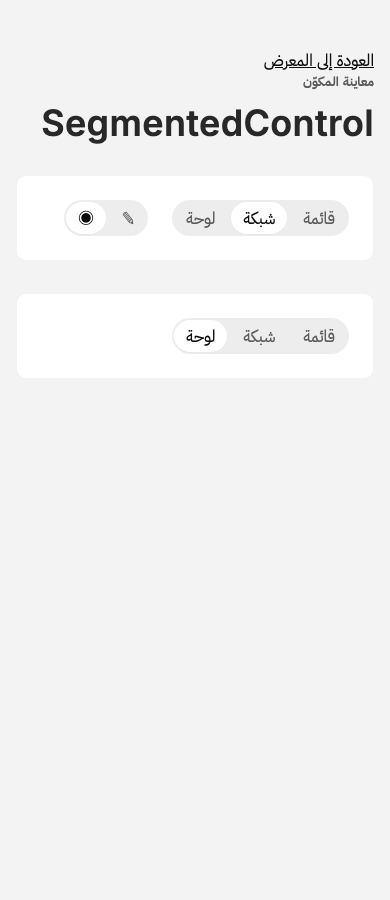 العودة إلى المعرض
معاينة المكوّن
SegmentedControl
قائمة شبكة لوحة ✎ ◉
قائمة شبكة لوحة